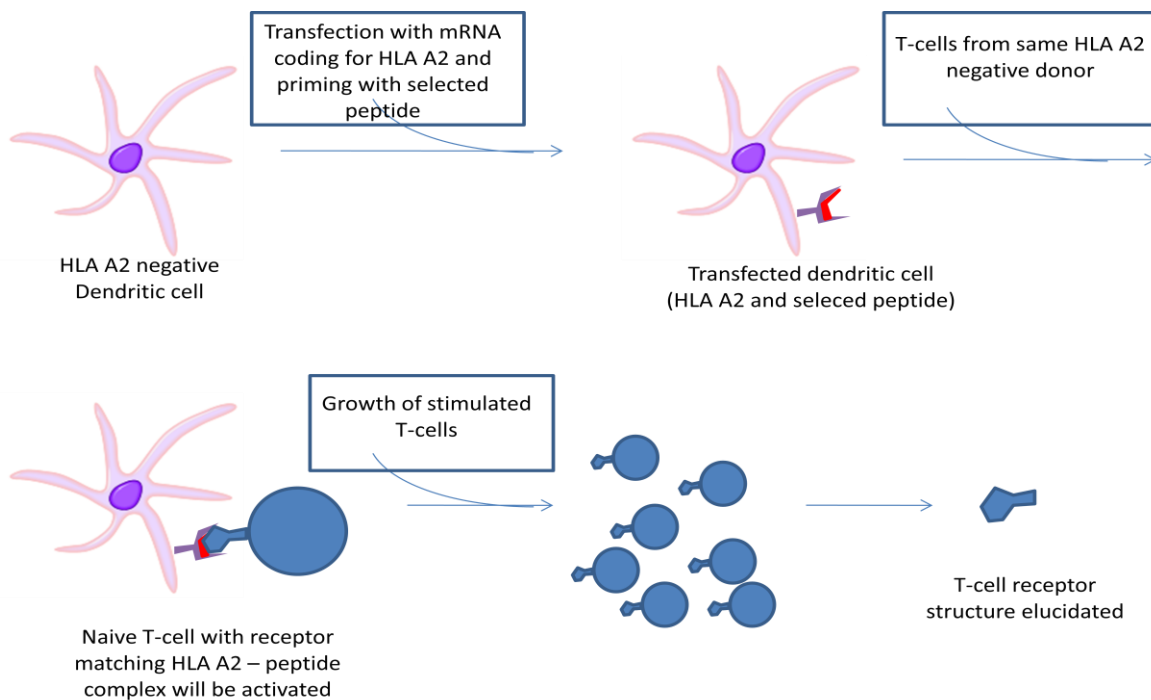 Transfection with mRNA
coding for HLA A2 and
priming with selected
peptide
T-cells from same HLA A2
negative donor
HLA A2 negative
Dendritic cell
Transfected dendritic cell
(HLA A2 and seleced peptide)
Growth of stimulated
T-cells
Naive T-cell with receptor
matching HLA A2 – peptide
complex will be activated
T-cell receptor
structure elucidated